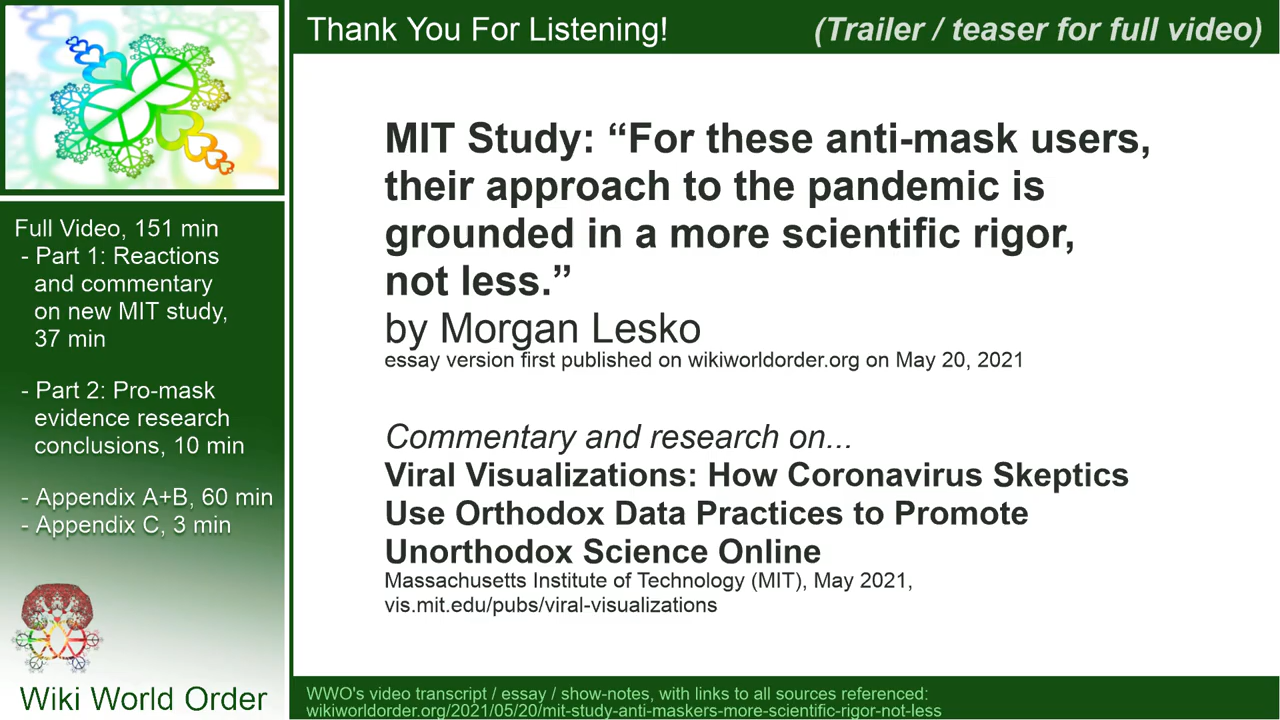 Thank You For Listening!
(Trailer / teaser for full video)
Full Video, 151 min
- Part 1: Reactions
and commentary
on new MIT study,
37 min
- Part 2: Pro-mask
evidence research
conclusions, 10 min
- Appendix A+B, 60 min
- Appendix C, 3 min
Wiki World Order
MIT Study: “For these anti-mask users,
their approach to the pandemic is
grounded in a more scientific rigor,
not less.”
by Morgan Lesko
essay version first published on wikiworldorder.org on May 20, 2021
Commentary and research on...
Viral Visualizations: How Coronavirus Skeptics
Use Orthodox Data Practices to Promote
Unorthodox Science Online
Massachusetts Institute of Technology (MIT), May 2021,
vis.mit.edu/pubs/viral-visualizations
WWO's video transcript / essay / show-notes, with links to all sources referenced:
wikiworldorder.org/2021/05/20/mit-study-anti-maskers-more-scientific-rigor-not-less